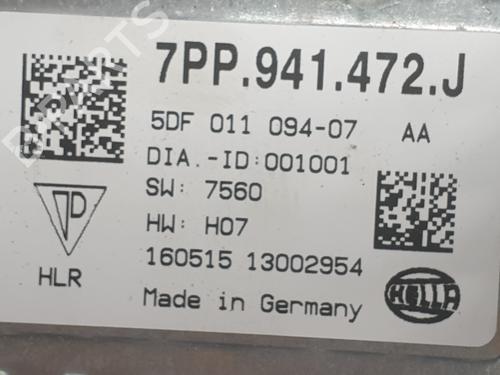 7PP.941.472.J
5DF 011 094-07 AA
DIA.-ID:001001
SW: 7560
HW: H07
160515 13002954
HLR
Made in Germany
HELLA